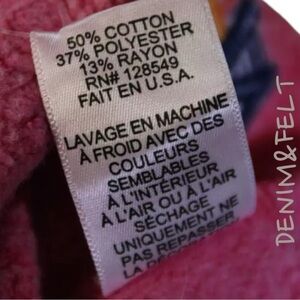 50% COTTON
37% POLYESTER
13% RAYON
RN# 128549
FAIT EN U.S.A.
LAVAGE EN MACHINE
À FROID AVEC DES
COULEURS
SEMBLABLES
À L'INTÉRIEUR
À L'AIR OU À L'AIR
SÉCHAGE
UNIQUEMENT NE
PAS REPASSER
DENIM&FELT